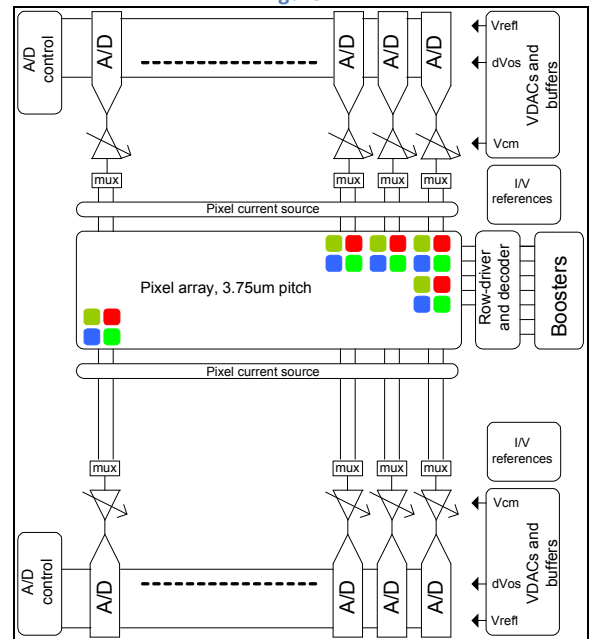 A/D control
A/D
A/D
A/D
A/D
Vrefl
dVos
Vcm
VDACs and buffers
mux
mux
mux
mux
I/V references
Pixel current source
Pixel array, 3.75um pitch
Row-driver and decoder
Boosters
Pixel current source
I/V references
mux
mux
mux
mux
Vcm
dVos
Vrefl
VDACs and buffers
A/D control
A/D
A/D
A/D
A/D